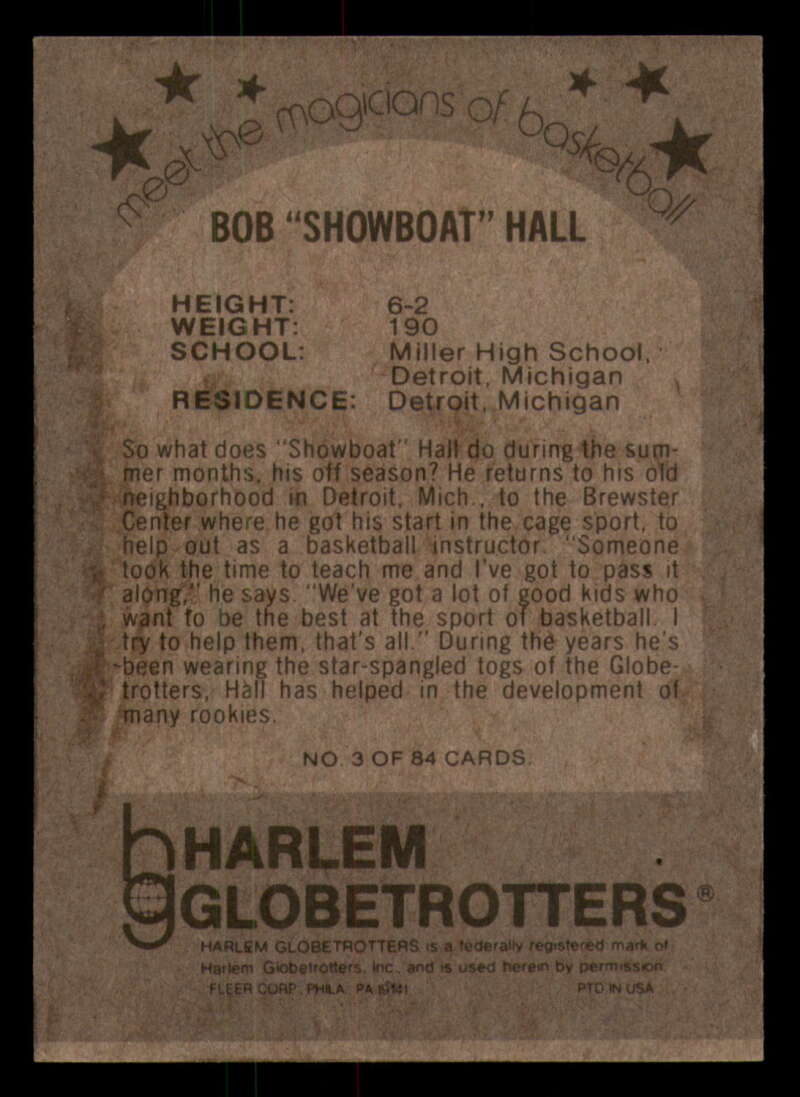 meet the magicians of basketball
BOB "SHOWBOAT" HALL
HEIGHT: 6-2
WEIGHT: 190
SCHOOL: Miller High School,
Detroit, Michigan
RESIDENCE: Detroit, Michigan
So what does "Showboat" Hall do during the sum-
mer months, his off season? He returns to his old
neighborhood in Detroit, Mich., to the Brewster
Center where he got his start in the cage sport, to
help out as a basketball instructor. "Someone
took the time to teach me and I've got to pass it
along," he says. "We've got a lot of good kids who
want to be the best at the sport of basketball. I
try to help them, that's all." During the years he's
been wearing the star-spangled togs of the Globe-
trotters, Hall has helped in the development of
many rookies.
NO. 3 OF 84 CARDS.
hg HARLEM
GLOBETROTTERS®
HARLEM GLOBETROTTERS is a federally registered mark of
Harlem Globetrotters, Inc., and is used herein by permission.
FLEER CORP., PHILA. PA 19141 PTD IN USA